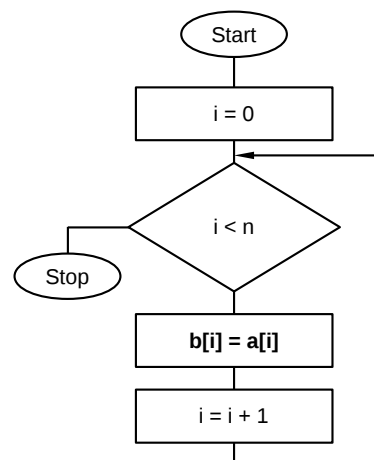 Start
i = 0
i < n
Stop
b[i] = a[i]
i = i + 1